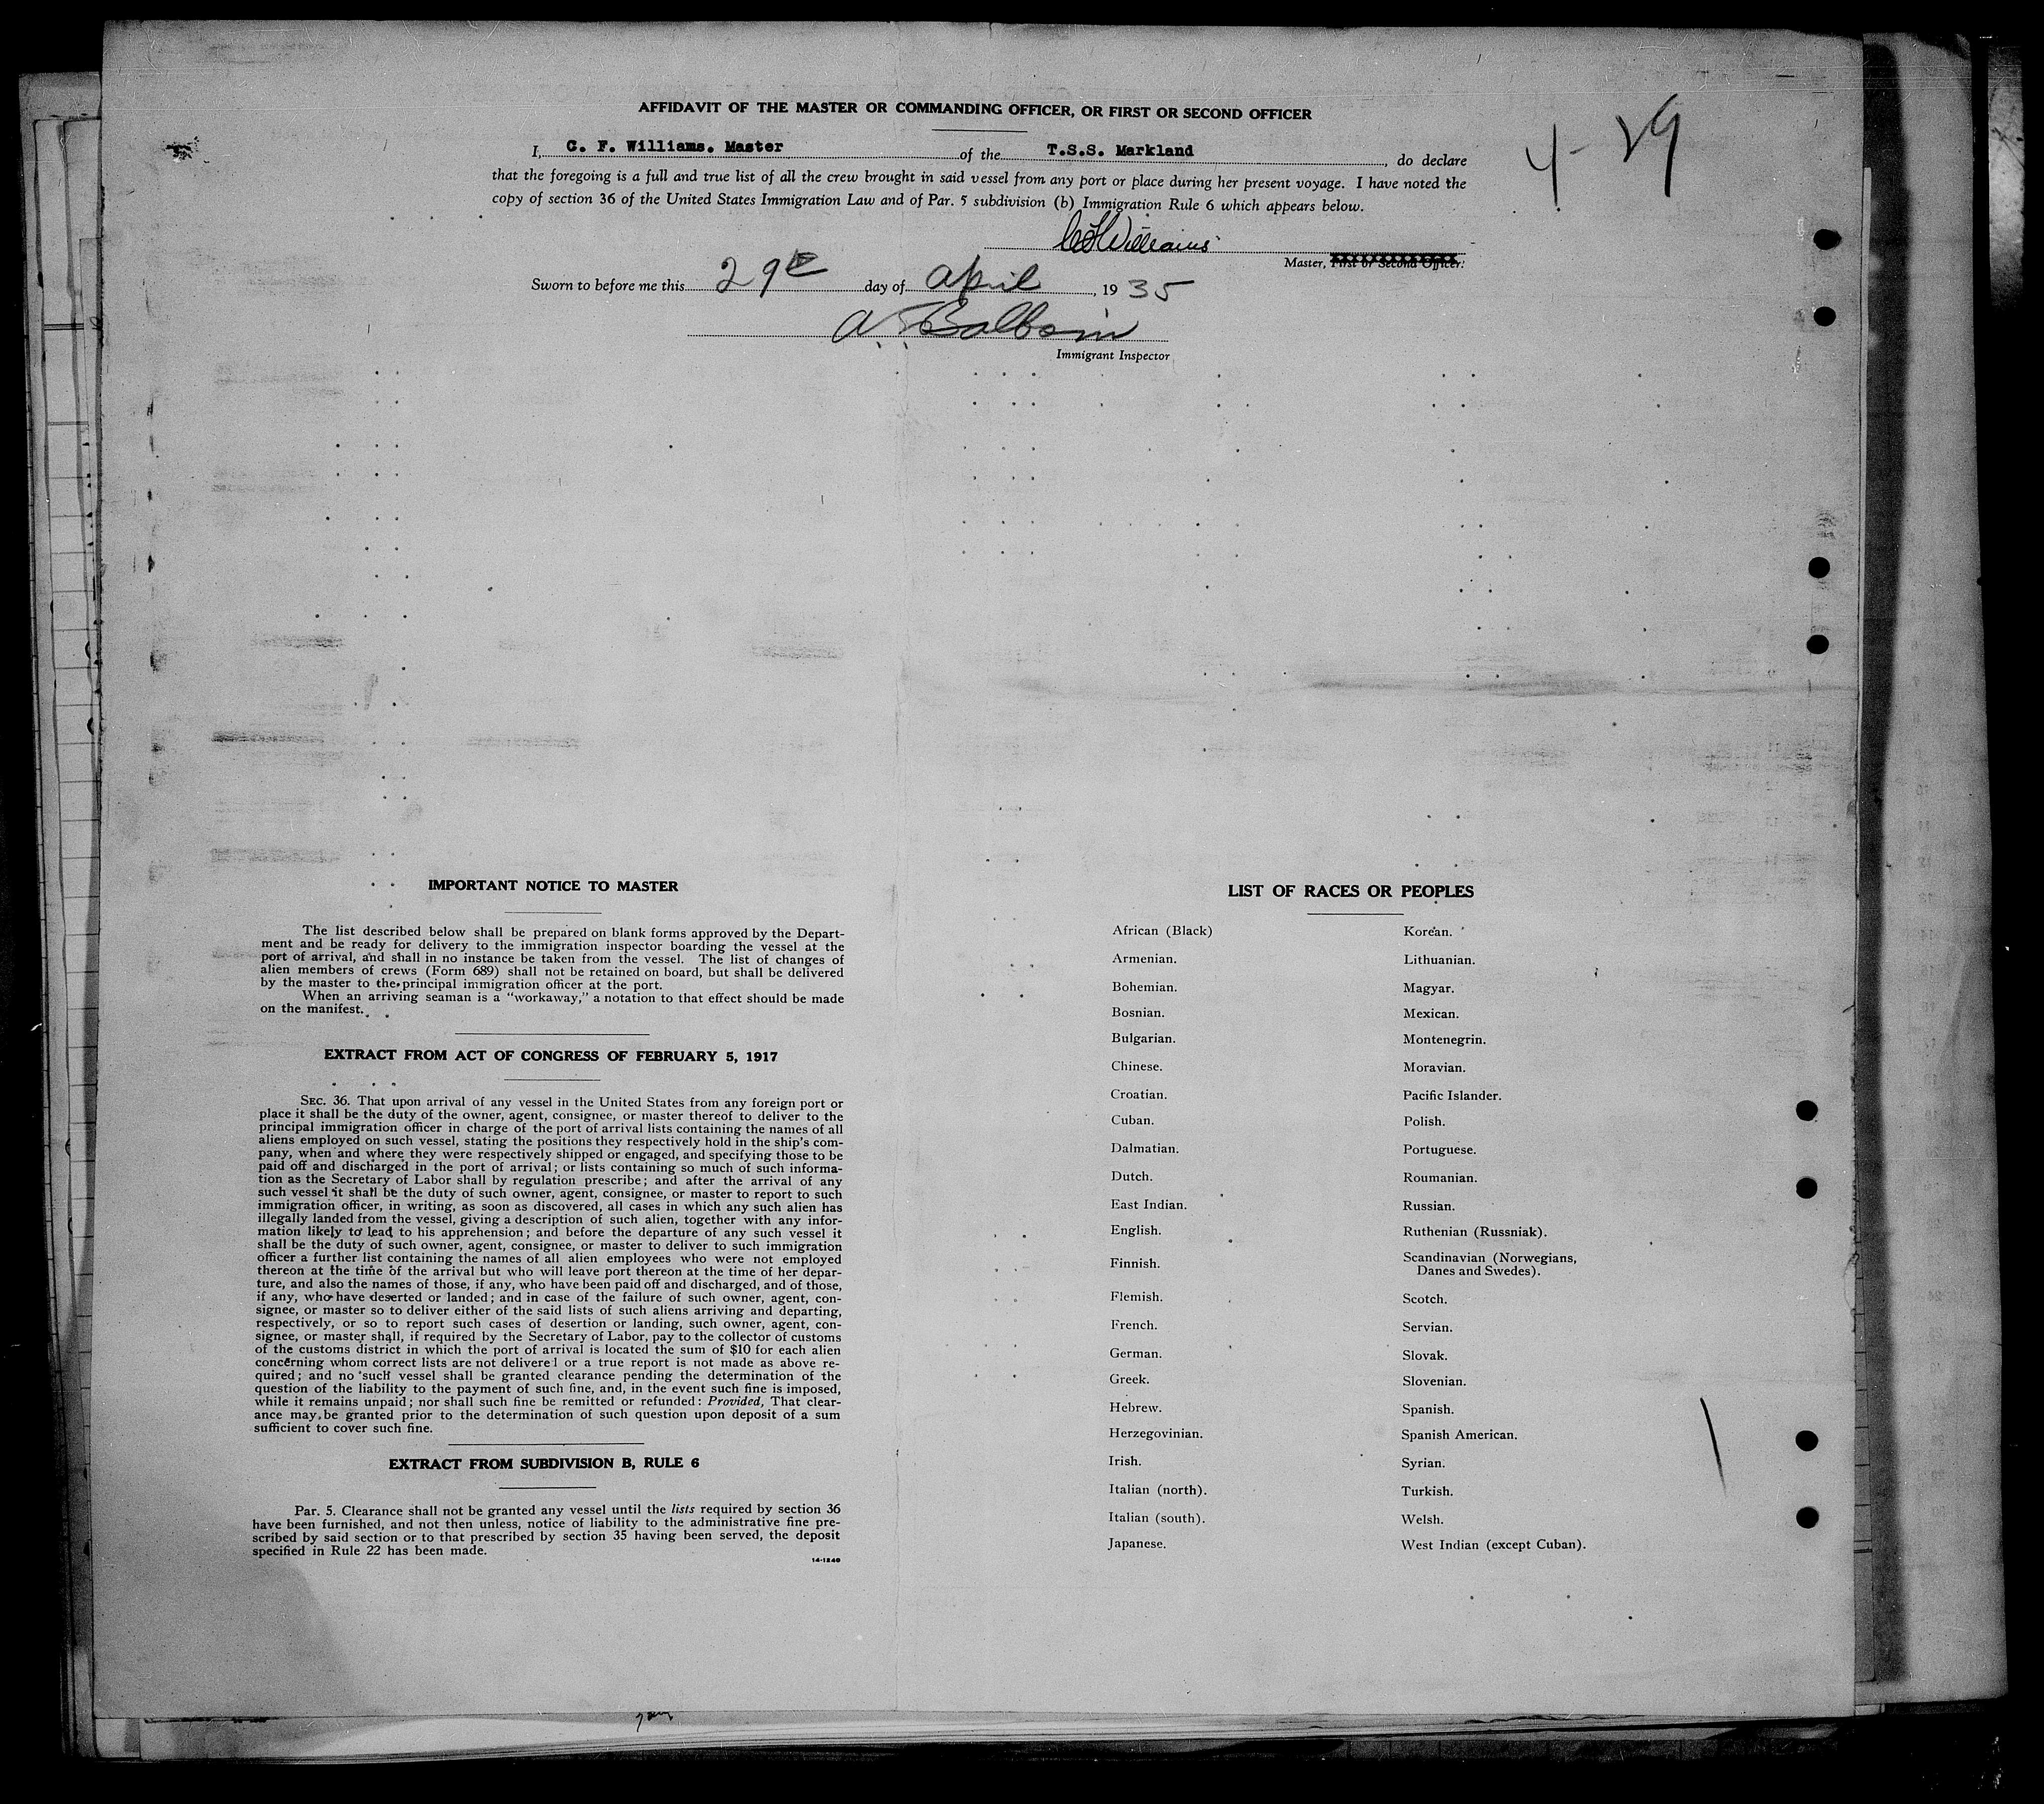 AFFIDAVIT OF THE MASTER OR COMMANDING OFFICER, OR FIRST OR SECOND OFFICER
4-29
I, C. F. Williams. Master of the T.S.S. Markland, do declare
that the foregoing is a full and true list of all the crew brought in said vessel from any port or place during her present voyage. I have noted the
copy of section 36 of the United States Immigration Law and of Par. 5 subdivision (b) Immigration Rule 6 which appears below.
C F Williams
Master, First or Second Officer.
Sworn to before me this 29th day of april, 1935
Immigrant Inspector
IMPORTANT NOTICE TO MASTER
The list described below shall be prepared on blank forms approved by the Depart-
ment and be ready for delivery to the immigration inspector boarding the vessel at the
port of arrival, and shall in no instance be taken from the vessel. The list of changes of
alien members of crews (Form 689) shall not be retained on board, but shall be delivered
by the master to the principal immigration officer at the port.
When an arriving seaman is a "workaway," a notation to that effect should be made
on the manifest.
EXTRACT FROM ACT OF CONGRESS OF FEBRUARY 5, 1917
SEC. 36. That upon arrival of any vessel in the United States from any foreign port or
place it shall be the duty of the owner, agent, consignee, or master thereof to deliver to the
principal immigration officer in charge of the port of arrival lists containing the names of all
aliens employed on such vessel, stating the positions they respectively hold in the ship's com-
pany, when and where they were respectively shipped or engaged, and specifying those to be
paid off and discharged in the port of arrival; or lists containing so much of such informa-
tion as the Secretary of Labor shall by regulation prescribe; and after the arrival of any
such vessel it shall be the duty of such owner, agent, consignee, or master to report to such
immigration officer, in writing, as soon as discovered, all cases in which any such alien has
illegally landed from the vessel, giving a description of such alien, together with any infor-
mation likely to lead to his apprehension; and before the departure of any such vessel it
shall be the duty of such owner, agent, consignee, or master to deliver to such immigration
officer a further list containing the names of all alien employees who were not employed
thereon at the time of the arrival but who will leave port thereon at the time of her depar-
ture, and also the names of those, if any, who have been paid off and discharged, and of those,
if any, who have deserted or landed; and in case of the failure of such owner, agent, con-
signee, or master so to deliver either of the said lists of such aliens arriving and departing,
respectively, or so to report such cases of desertion or landing, such owner, agent, con-
signee, or master shall, if required by the Secretary of Labor, pay to the collector of customs
of the customs district in which the port of arrival is located the sum of $10 for each alien
concerning whom correct lists are not delivered or a true report is not made as above re-
quired; and no such vessel shall be granted clearance pending the determination of the
question of the liability to the payment of such fine, and, in the event such fine is imposed,
while it remains unpaid; nor shall such fine be remitted or refunded: Provided, That clear-
ance may be granted prior to the determination of such question upon deposit of a sum
sufficient to cover such fine.
EXTRACT FROM SUBDIVISION B, RULE 6
Par. 5. Clearance shall not be granted any vessel until the lists required by section 36
have been furnished, and not then unless, notice of liability to the administrative fine pre-
scribed by said section or to that prescribed by section 35 having been served, the deposit
specified in Rule 22 has been made.
14-1240
LIST OF RACES OR PEOPLES
African (Black)
Armenian.
Bohemian.
Bosnian.
Bulgarian.
Chinese.
Croatian.
Cuban.
Dalmatian.
Dutch.
East Indian.
English.
Finnish.
Flemish.
French.
German.
Greek.
Hebrew.
Herzegovinian.
Irish.
Italian (north).
Italian (south).
Japanese.
Korean.
Lithuanian.
Magyar.
Mexican.
Montenegrin.
Moravian.
Pacific Islander.
Polish.
Portuguese.
Roumanian.
Russian.
Ruthenian (Russniak).
Scandinavian (Norwegians,
Danes and Swedes).
Scotch.
Servian.
Slovak.
Slovenian.
Spanish.
Spanish American.
Syrian.
Turkish.
Welsh.
West Indian (except Cuban).